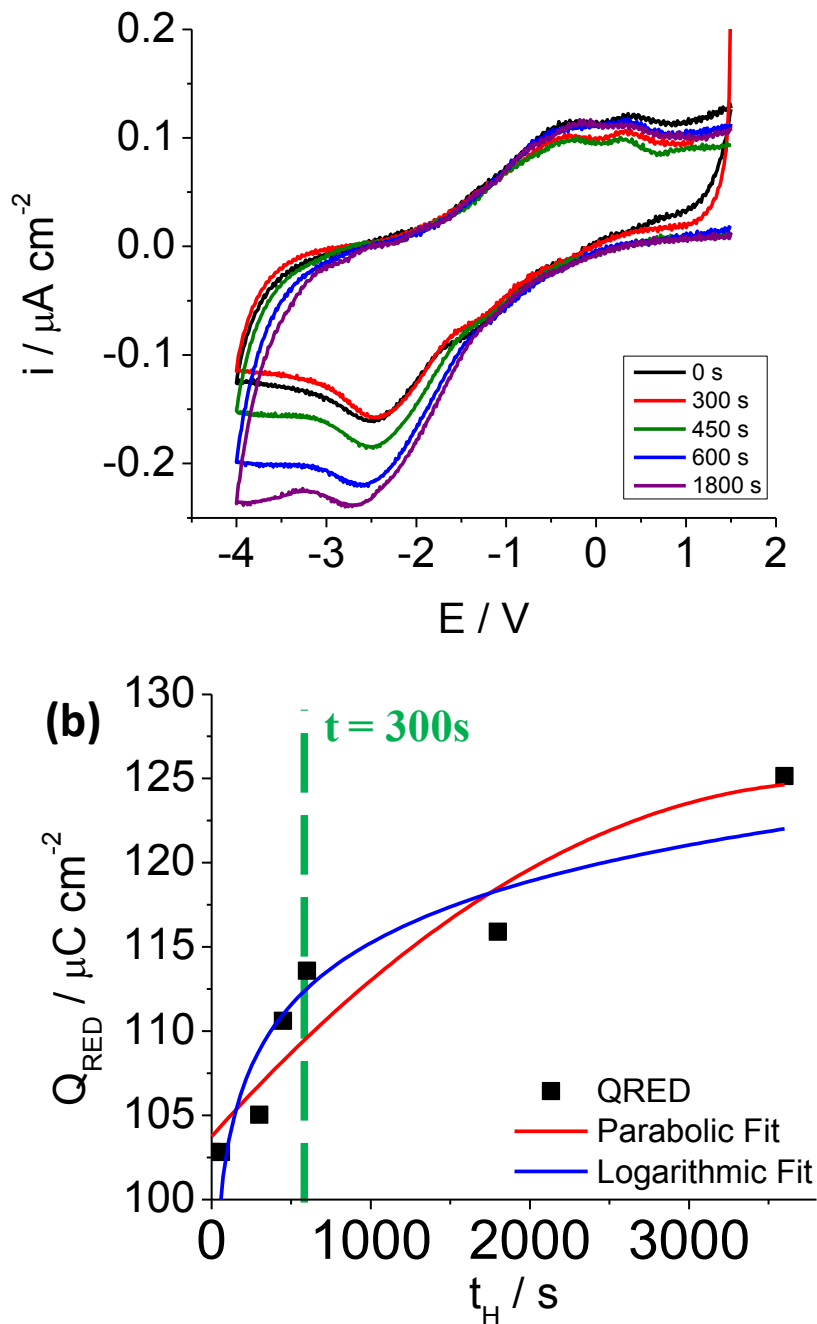 0.2
0.1
0.0
-0.1
-0.2
i / μA cm-2
-4 -3 -2 -1 0 1 2
E / V
0 s
300 s
450 s
600 s
1800 s
(b)
t = 300s
130
125
120
115
110
105
100
QRED / μC cm-2
QRED
Parabolic Fit
Logarithmic Fit
0 1000 2000 3000
tH / s